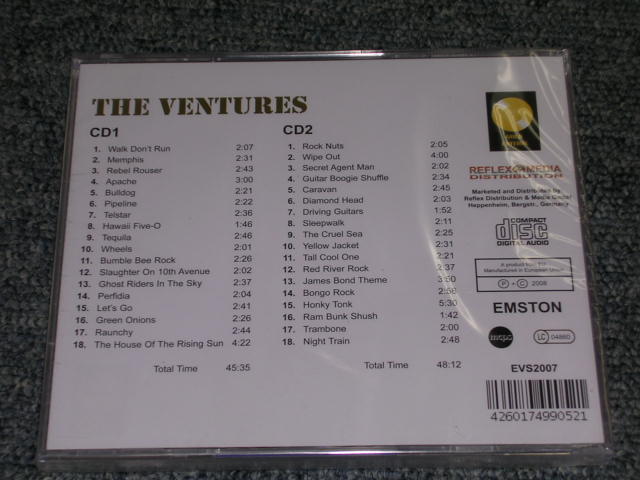 THE VENTURES
CD1
1. Walk Don't Run 2:07
2. Memphis 2:31
3. Rebel Rouser 2:43
4. Apache 3:00
5. Bulldog 2:21
6. Pipeline 2:22
7. Telstar 2:36
8. Hawaii Five-O 1:46
9. Tequila 2:46
10. Wheels 2:01
11. Bumble Bee Rock 2:26
12. Slaughter On 10th Avenue 2:02
13. Ghost Riders In The Sky 2:37
14. Perfidia 2:04
15. Let's Go 2:41
16. Green Onions 2:26
17. Raunchy 2:44
18. The House Of The Rising Sun 4:22
Total Time 45:35
CD2
1. Rock Nuts 2:05
2. Wipe Out 4:00
3. Secret Agent Man 2:02
4. Guitar Boogie Shuffle 2:34
5. Caravan 2:45
6. Diamond Head 2:03
7. Driving Guitars 1:52
8. Sleepwalk 2:11
9. The Cruel Sea 2:25
10. Yellow Jacket 2:31
11. Tall Cool One 2:21
12. Red River Rock 2:37
13. James Bond Theme 3:50
14. Bongo Rock 2:56
15. Honky Tonk 5:30
16. Ram Bunk Shush 1:42
17. Trambone 2:00
18. Night Train 2:48
Total Time 48:12
REFLEX MEDIA
DISTRIBUTION
Marketed and Distributed by
Reflex Distribution & Media GmbH
Heppenheim, Bergstr., Germany
COMPACT
disc
DIGITAL AUDIO
A product from
Manufactured in European Union
P + C 2008
EMSTON
mcps
LC 04860
EVS2007
4260174990521